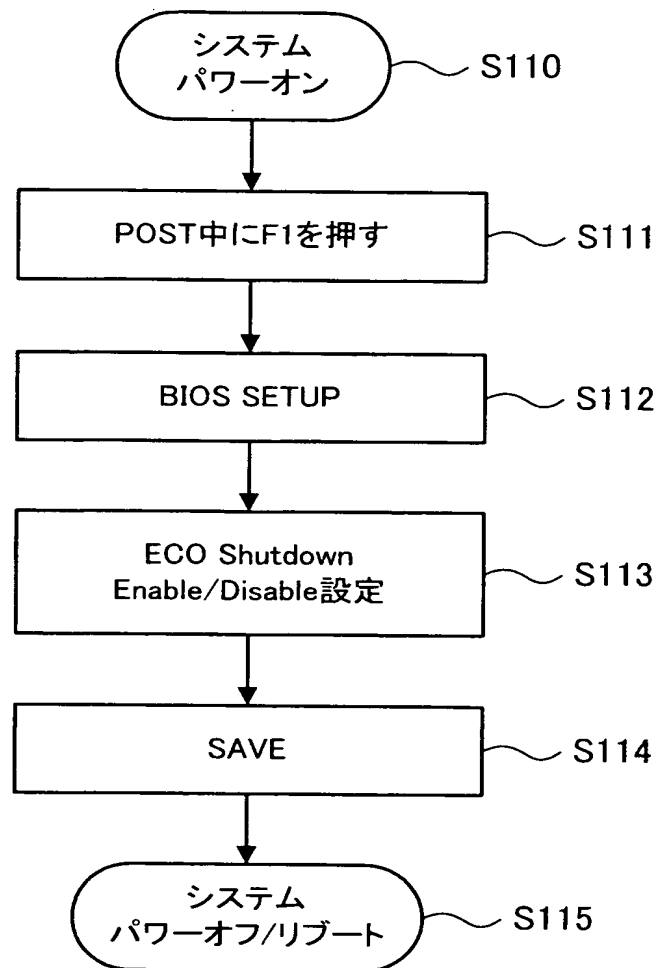 システム
パワーオン
S110
POST中にF1を押す
S111
BIOS SETUP
S112
ECO Shutdown
Enable/Disable設定
S113
SAVE
S114
システム
パワーオフ/リブート
S115